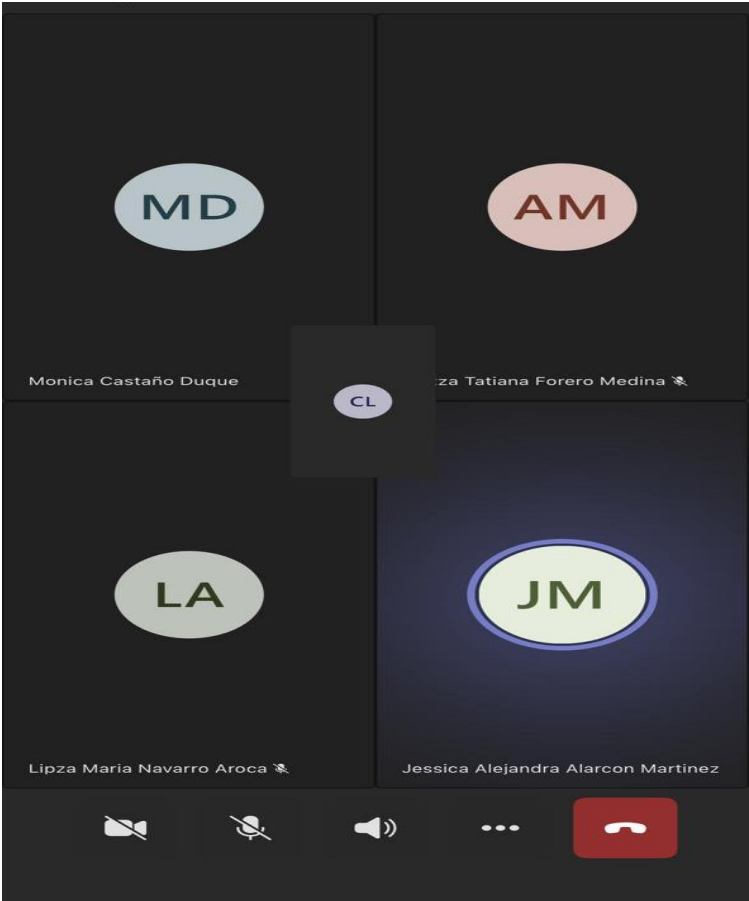 MD
AM
Monica Castaño Duque
Tatiana Forero Medina
CL
LA
JM
Lipza Maria Navarro Aroca
Jessica Alejandra Alarcon Martinez